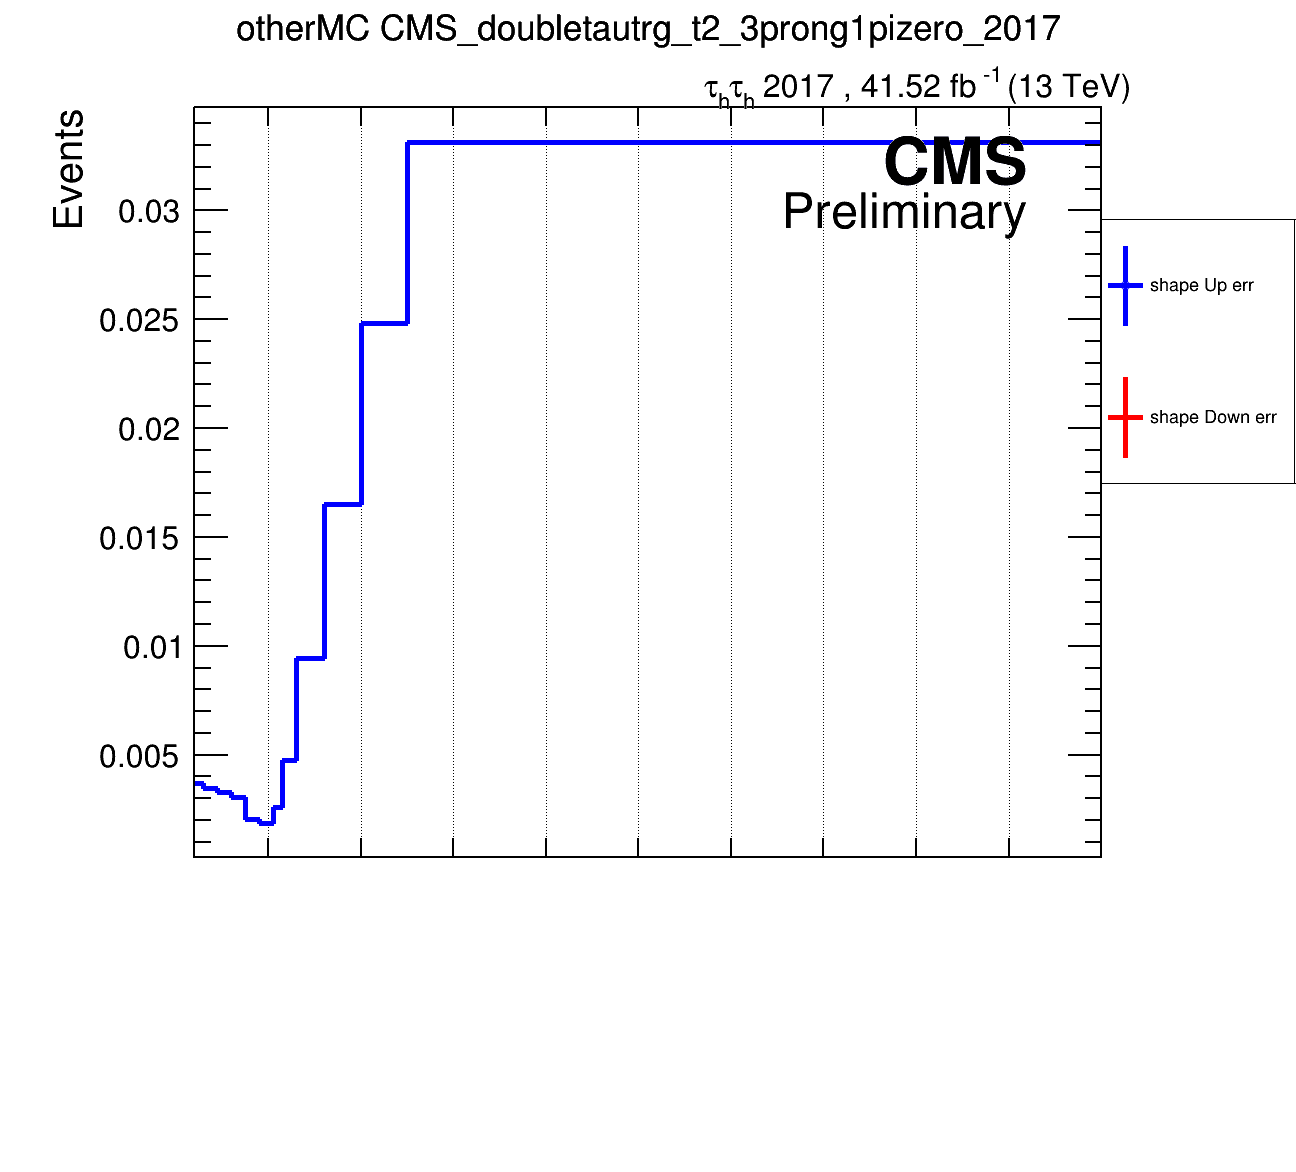 otherMC CMS_doubletautrg_t2_3prong1pizero_2017
τhτh 2017 , 41.52 fb-1 (13 TeV)
Events
CMS
Preliminary
0.03
0.025
0.02
0.015
0.01
0.005
shape Up err
shape Down err